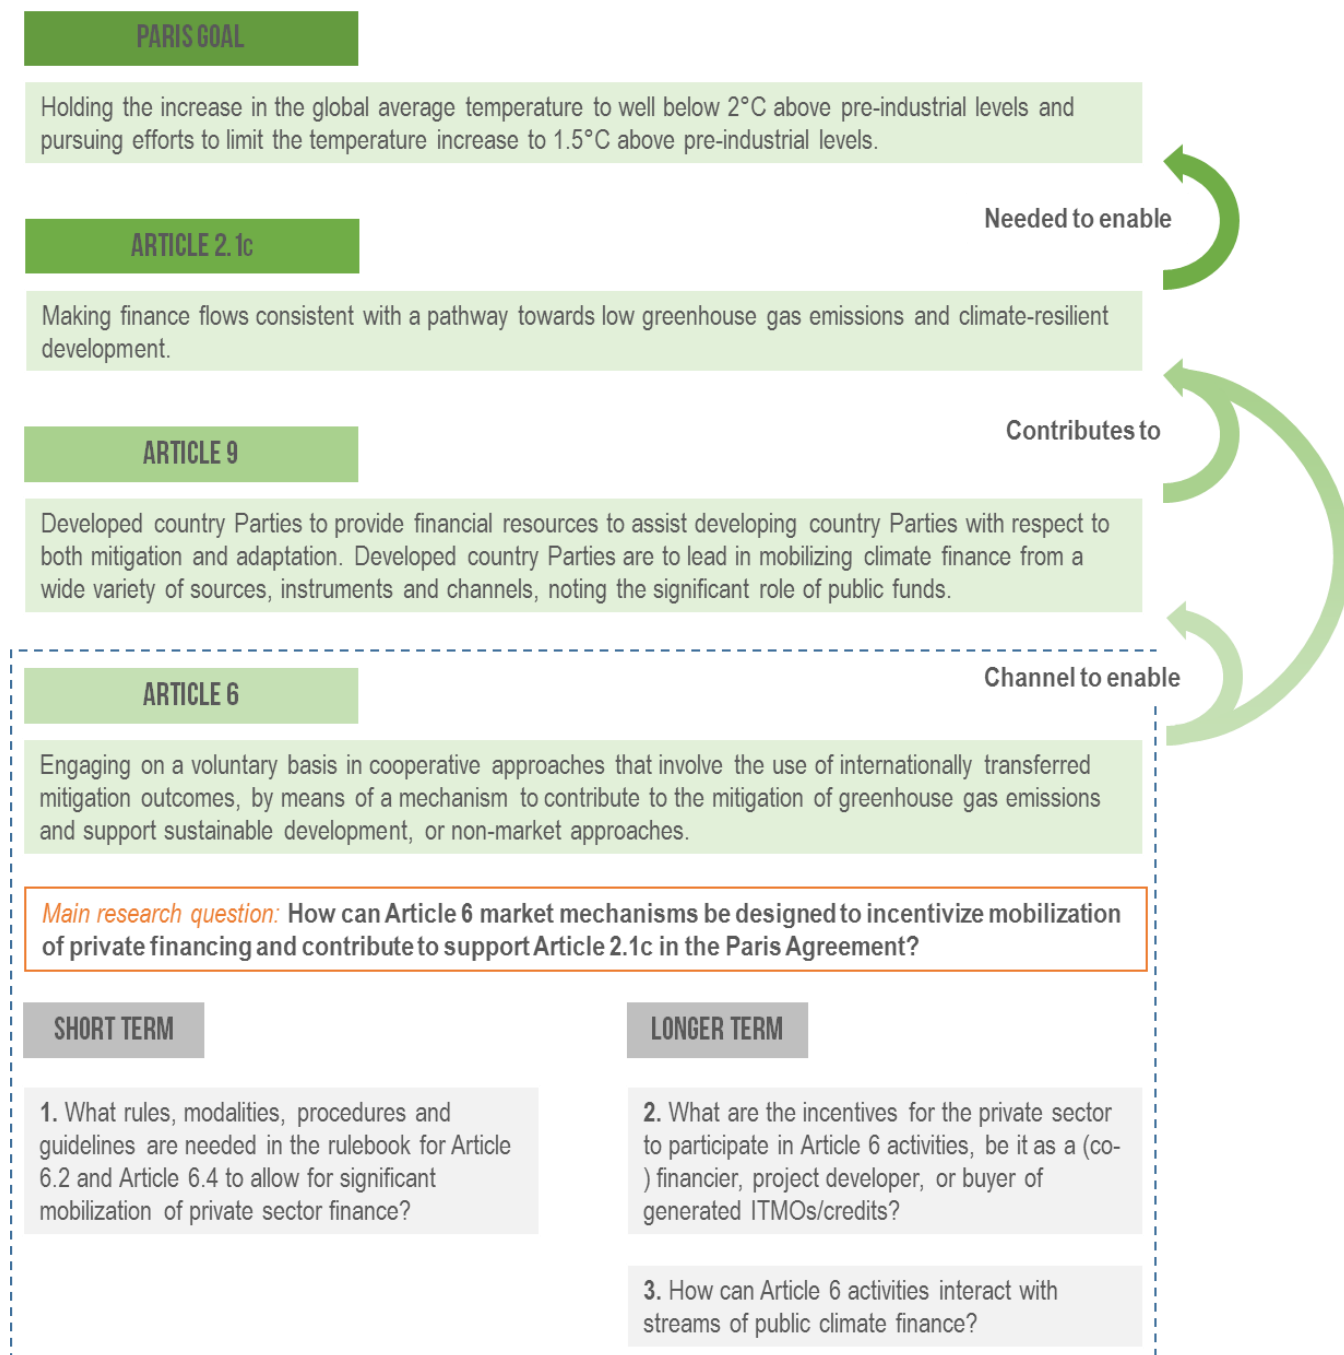 PARIS GOAL
Holding the increase in the global average temperature to well below 2°C above pre-industrial levels and
pursuing efforts to limit the temperature increase to 1.5°C above pre-industrial levels.
Needed to enable
ARTICLE 2.1c
Making finance flows consistent with a pathway towards low greenhouse gas emissions and climate-resilient
development.
Contributes to
ARTICLE 9
Developed country Parties to provide financial resources to assist developing country Parties with respect to
both mitigation and adaptation. Developed country Parties are to lead in mobilizing climate finance from a
wide variety of sources, instruments and channels, noting the significant role of public funds.
Channel to enable
ARTICLE 6
Engaging on a voluntary basis in cooperative approaches that involve the use of internationally transferred
mitigation outcomes, by means of a mechanism to contribute to the mitigation of greenhouse gas emissions
and support sustainable development, or non-market approaches.
Main research question: How can Article 6 market mechanisms be designed to incentivize mobilization
of private financing and contribute to support Article 2.1c in the Paris Agreement?
SHORT TERM
1. What rules, modalities, procedures and
guidelines are needed in the rulebook for Article
6.2 and Article 6.4 to allow for significant
mobilization of private sector finance?
LONGER TERM
2. What are the incentives for the private sector
to participate in Article 6 activities, be it as a (co-
) financier, project developer, or buyer of
generated ITMOs/credits?
3. How can Article 6 activities interact with
streams of public climate finance?